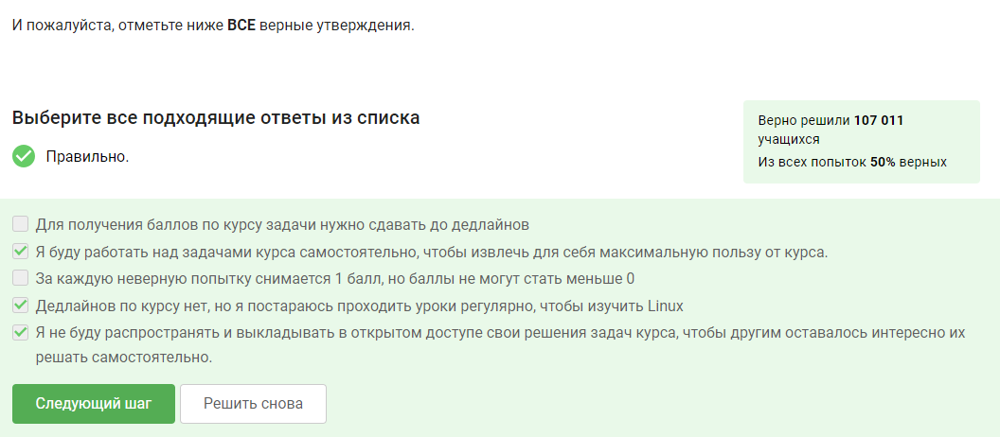 И пожалуйста, отметьте ниже ВСЕ верные утверждения.
Выберите все подходящие ответы из списка
Правильно.
Верно решили 107 011
учащихся
Из всех попыток 50% верных
Для получения баллов по курсу задачи нужно сдавать до дедлайнов
Я буду работать над задачами курса самостоятельно, чтобы извлечь для себя максимальную пользу от курса.
За каждую неверную попытку снимается 1 балл, но баллы не могут стать меньше 0
Дедлайнов по курсу нет, но я постараюсь проходить уроки регулярно, чтобы изучить Linux
Я не буду распространять и выкладывать в открытом доступе свои решения задач курса, чтобы другим оставалось интересно их
решать самостоятельно.
Следующий шаг
Решить снова